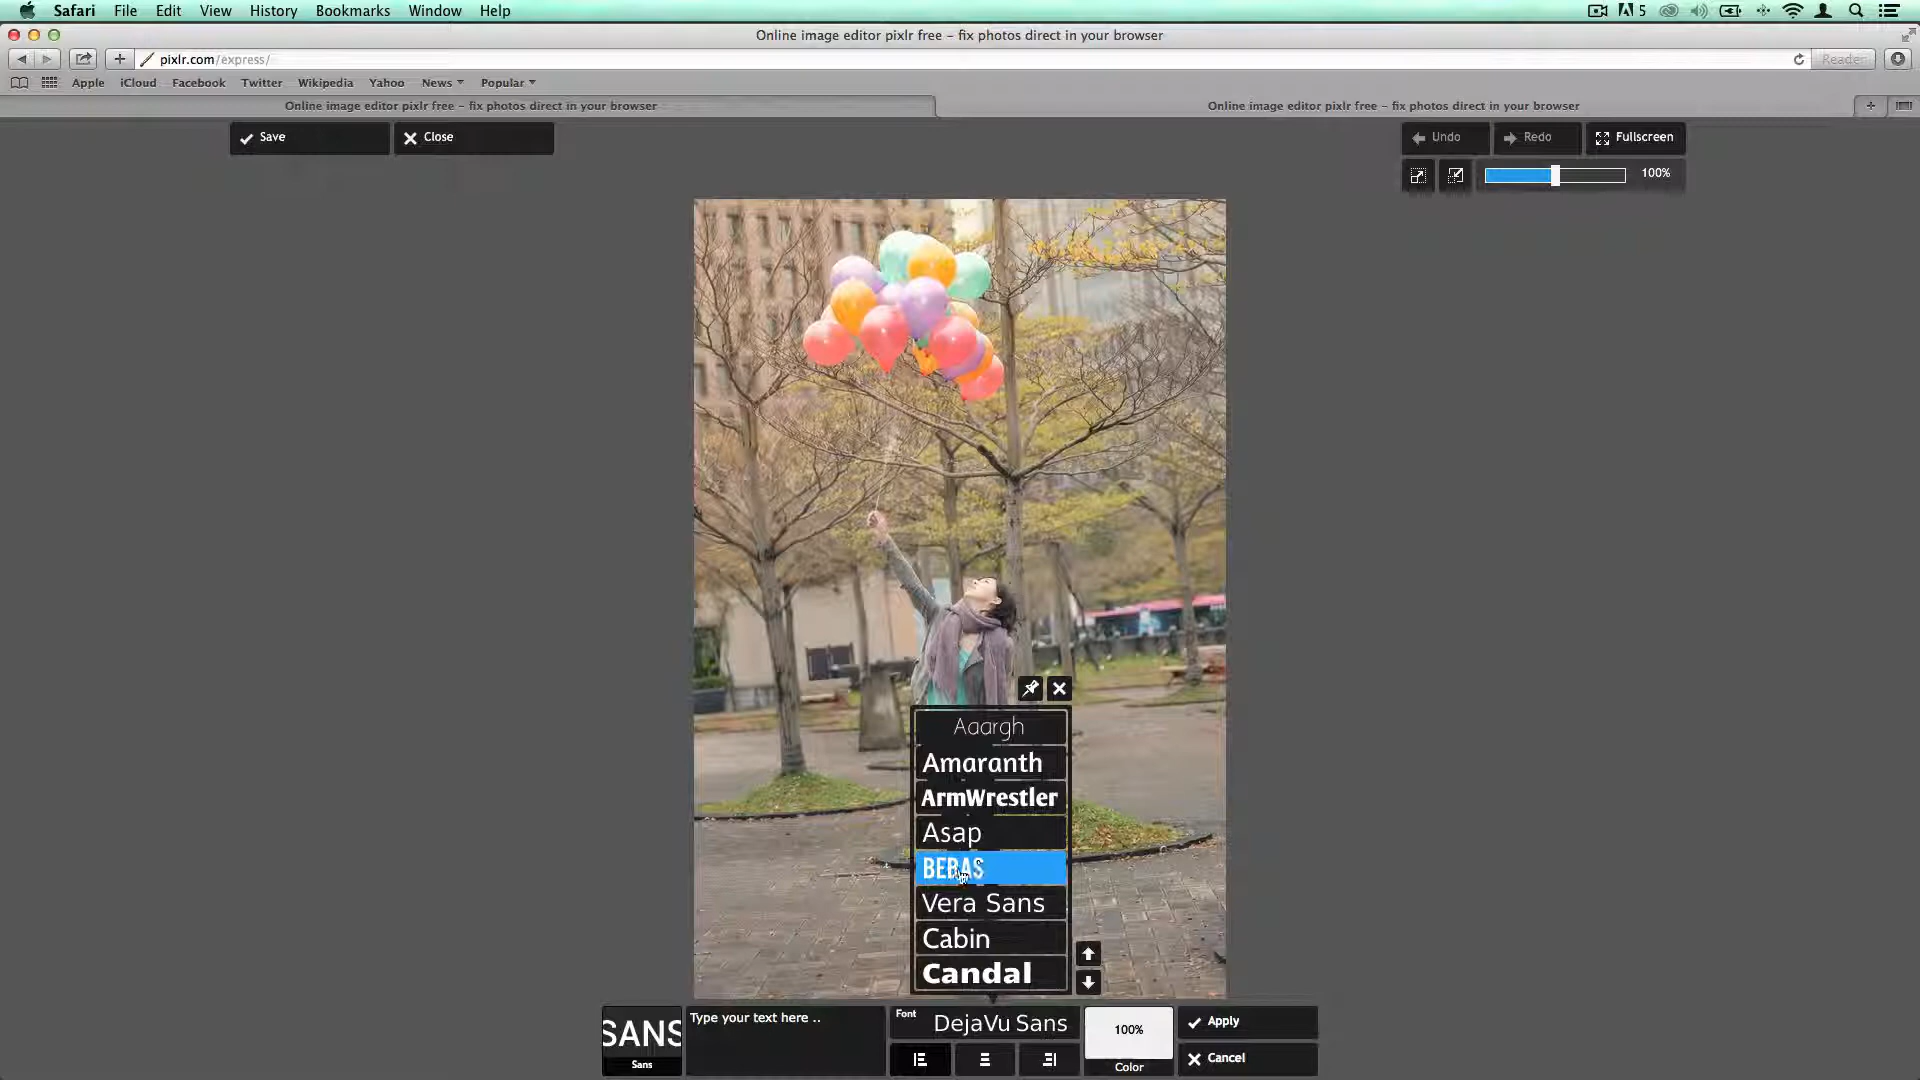 Safari File Edit View History Bookmarks Window Help 5
Online image editor pixlr free – fix photos direct in your browser
pixlr.com/express/ Reader
Apple iCloud Facebook Twitter Wikipedia Yahoo News Popular
Online image editor pixlr free – fix photos direct in your browser Online image editor pixlr free – fix photos direct in your browser
Save Close Undo Redo Fullscreen
100%
Aaargh
Amaranth
ArmWrestler
Asap
BEBAS
Vera Sans
Cabin
Candal
SANS
Sans
Type your text here ..
Font DejaVu Sans
100%
Color
Apply
Cancel